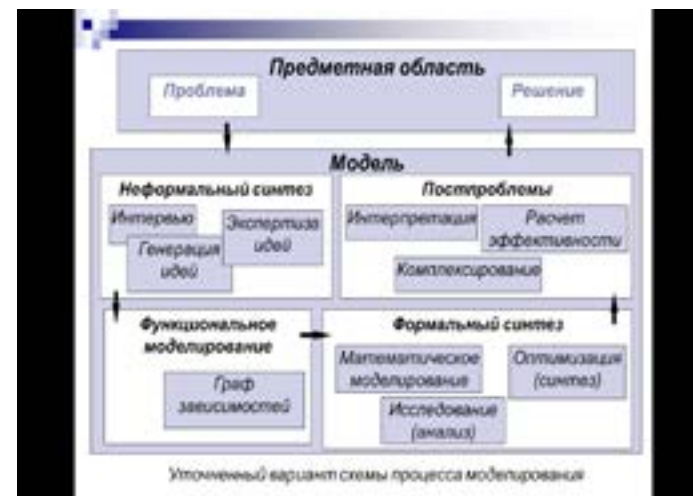 Предметная область
Проблема
Решение
Модель
Неформальный синтез
Интервью
Экспертиза
идей
Генерация
идей
Постпроблемы
Интерпретация
Расчет
эффективности
Комплексирование
Функциональное
моделирование
Граф
зависимостей
Формальный синтез
Математическое
моделирование
Оптимизация
(синтез)
Исследование
(анализ)
Уточненный вариант схемы процесса моделирования